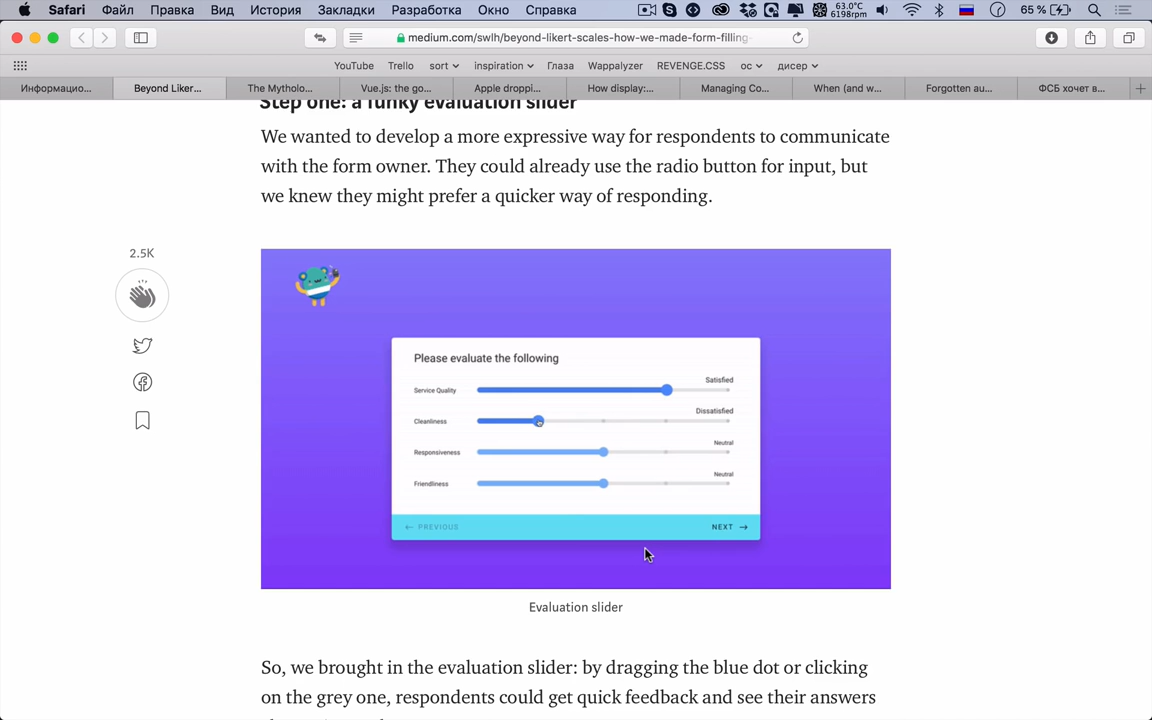 Safari Файл Правка Вид История Закладки Разработка Окно Справка 63.0°C 6198rpm 65 %
medium.com/swlh/beyond-likert-scales-how-we-made-form-filling-
YouTube Trello sort inspiration Глаза Wappalyzer REVENGE.CSS ос дисер
Информацио... Beyond Liker... The Mytholo... Vue.js: the go... Apple droppi... How display:... Managing Co... When (and w... Forgotten au... ФСБ хочет в...
Step one: a funky evaluation slider
We wanted to develop a more expressive way for respondents to communicate
with the form owner. They could already use the radio button for input, but
we knew they might prefer a quicker way of responding.
2.5K
Please evaluate the following
Service Quality Satisfied
Cleanliness Dissatisfied
Responsiveness Neutral
Friendliness Neutral
← PREVIOUS NEXT →
Evaluation slider
So, we brought in the evaluation slider: by dragging the blue dot or clicking
on the grey one, respondents could get quick feedback and see their answers